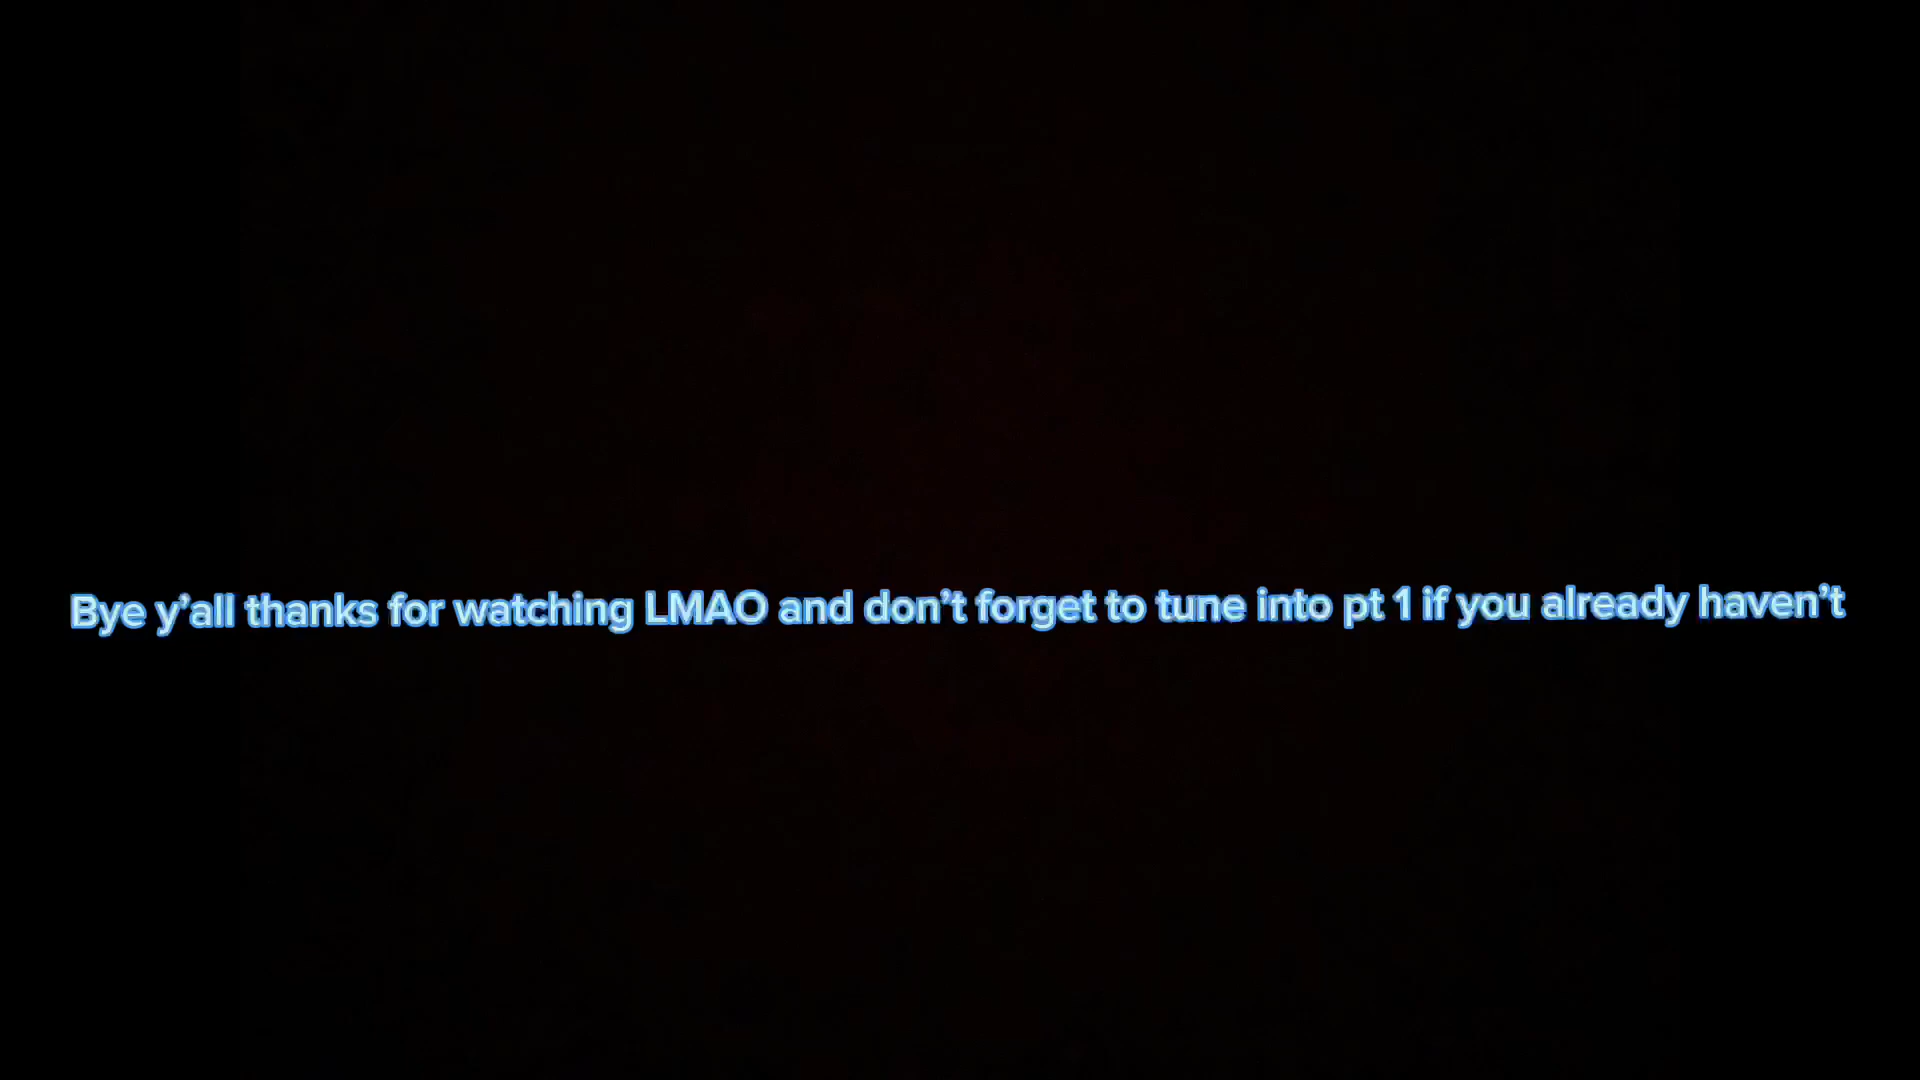 Bye y’all thanks for watching LMAO and don’t forget to tune into pt 1 if you already haven’t